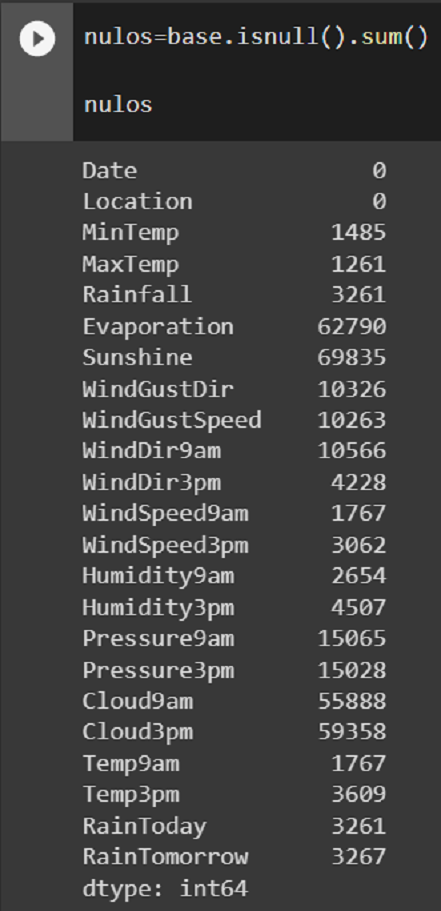 nulos=base.isnull().sum()
nulos
Date 0
Location 0
MinTemp 1485
MaxTemp 1261
Rainfall 3261
Evaporation 62790
Sunshine 69835
WindGustDir 10326
WindGustSpeed 10263
WindDir9am 10566
WindDir3pm 4228
WindSpeed9am 1767
WindSpeed3pm 3062
Humidity9am 2654
Humidity3pm 4507
Pressure9am 15065
Pressure3pm 15028
Cloud9am 55888
Cloud3pm 59358
Temp9am 1767
Temp3pm 3609
RainToday 3261
RainTomorrow 3267
dtype: int64